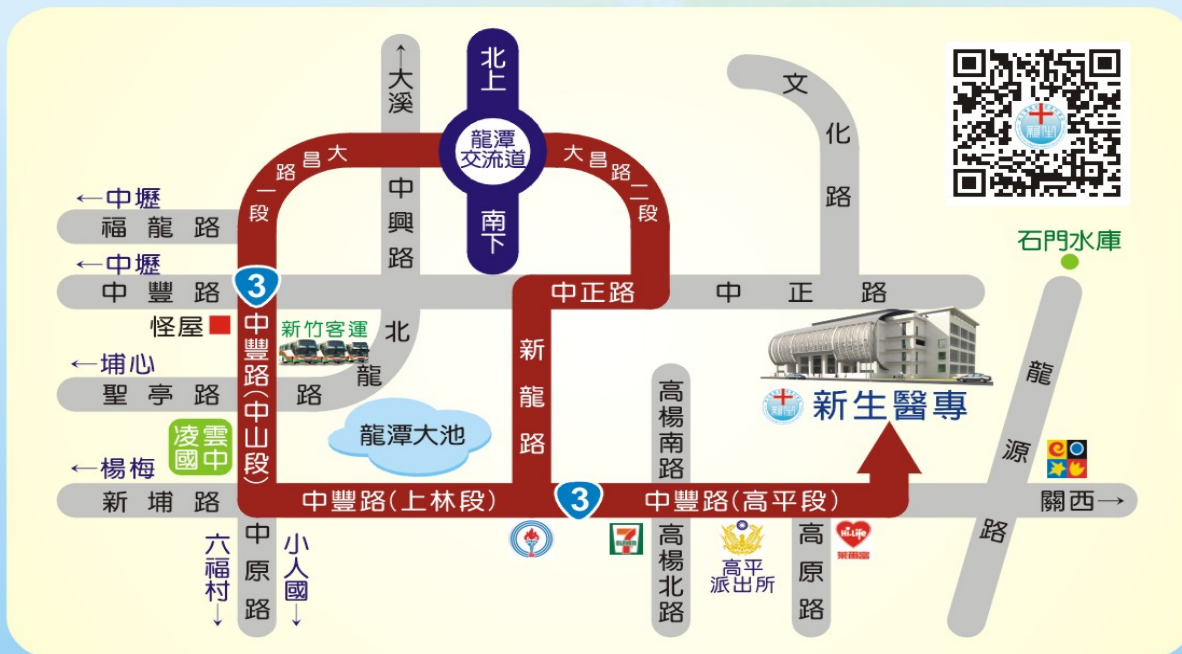 北上
龍潭
交流道
南下
←大溪
中興路
北龍路
文化路
大昌路一段
大昌路二段
←中壢
福龍路
←中壢
中豐路
3
中正路
中正路
石門水庫
怪屋
新竹客運
中豐路(中山段)
←埔心
聖亭路
新龍路
龍潭大池
凌雲
國中
高楊南路
新生醫專
龍源路
←楊梅
新埔路
中豐路(上林段)
3
中豐路(高平段)
關西→
六福村→
中原路
小人國→
7
ELEVEN
高楊北路
高平
派出所
高原路
Hi-Life
萊爾富